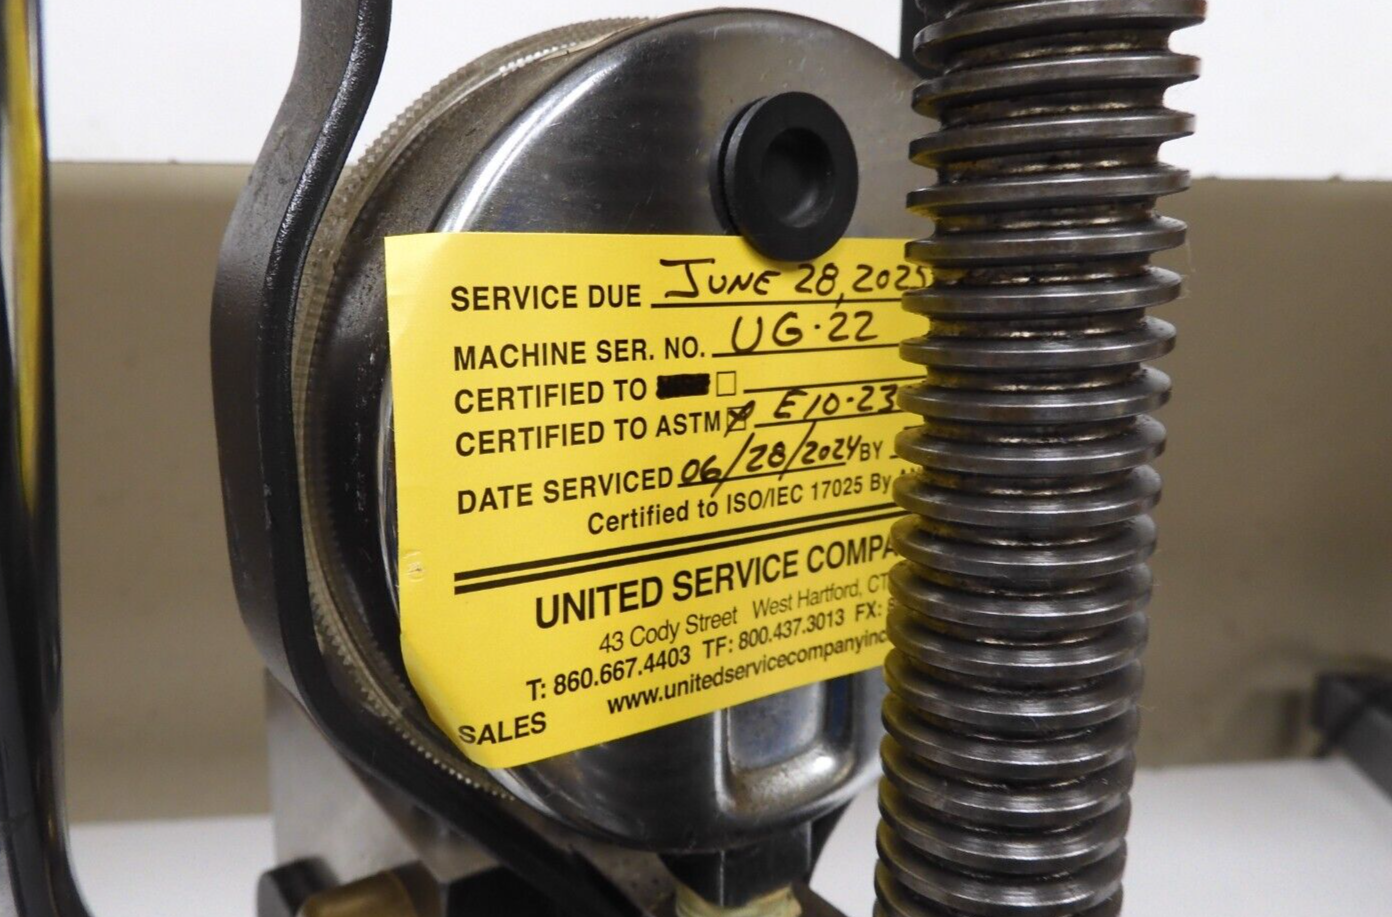 SERVICE DUE JUNE 28, 2025
MACHINE SER. NO. UG-22
CERTIFIED TO
CERTIFIED TO ASTM E10-23
DATE SERVICED 06/28/2024 BY
Certified to ISO/IEC 17025 By
UNITED SERVICE COMPA
43 Cody Street West Hartford, CT
T: 860.667.4403 TF: 800.437.3013 FX:
www.unitedservicecompanyinc
SALES